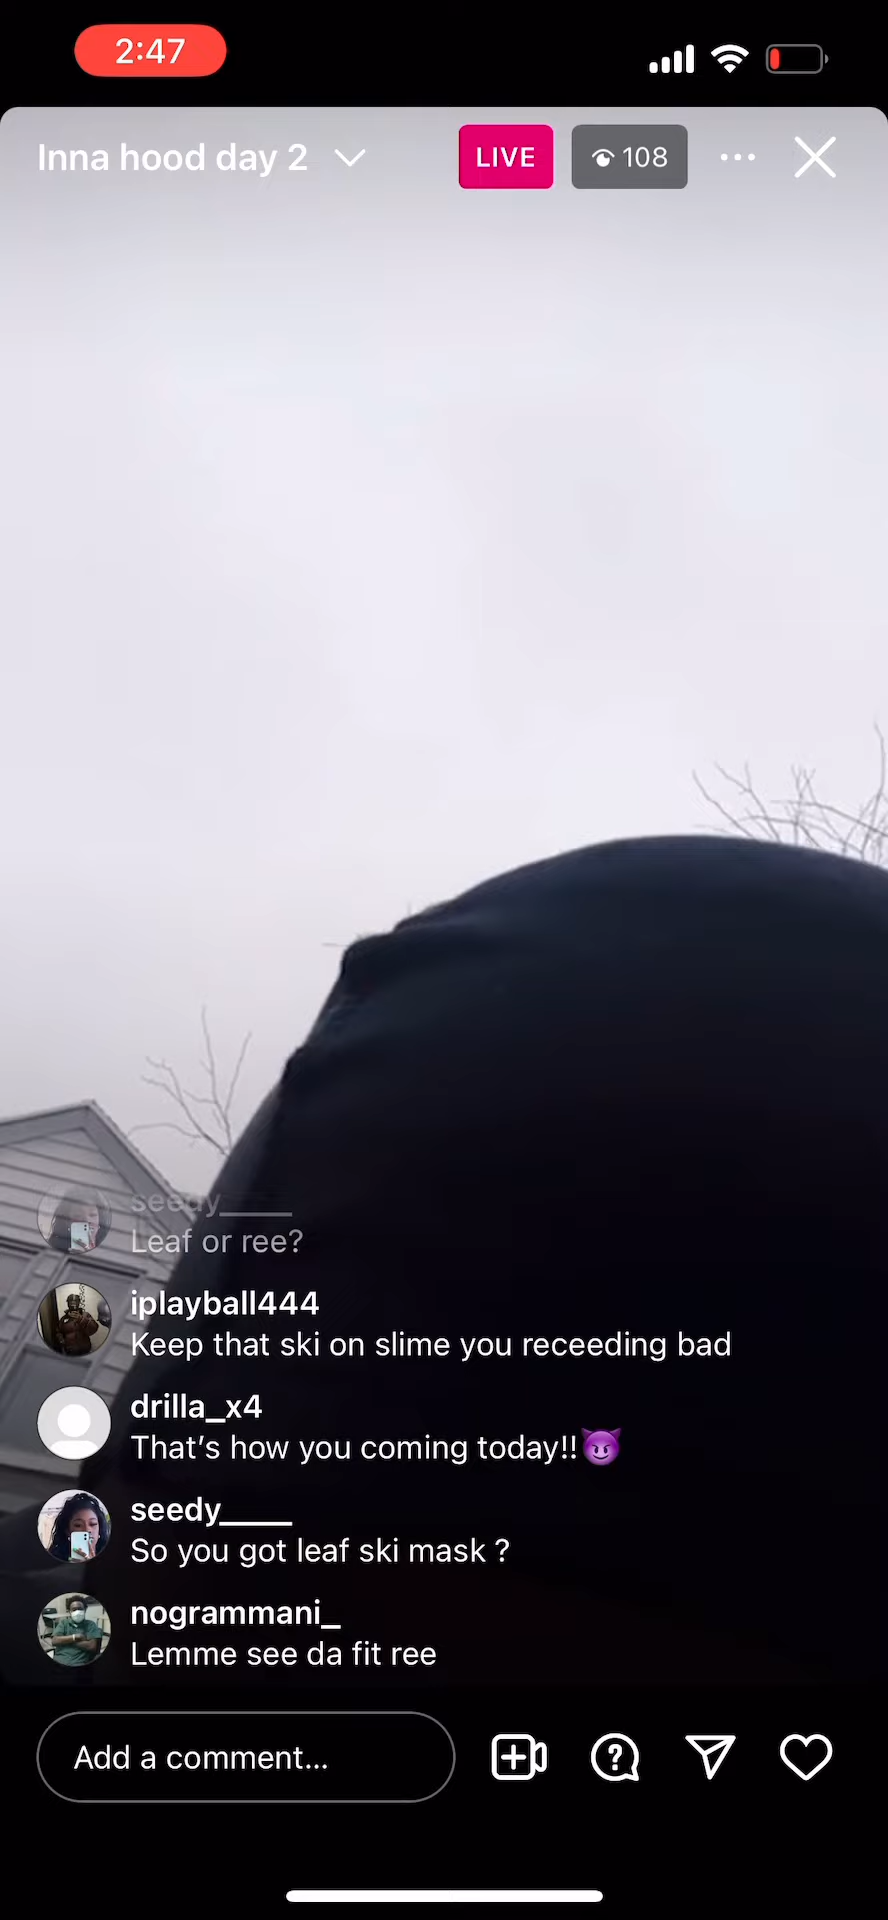 2:47
Inna hood day 2
LIVE
108
seedy_____
Leaf or ree?
iplayball444
Keep that ski on slime you receeding bad
drilla_x4
That's how you coming today!!😈
seedy_____
So you got leaf ski mask ?
nogrammani_
Lemme see da fit ree
Add a comment...